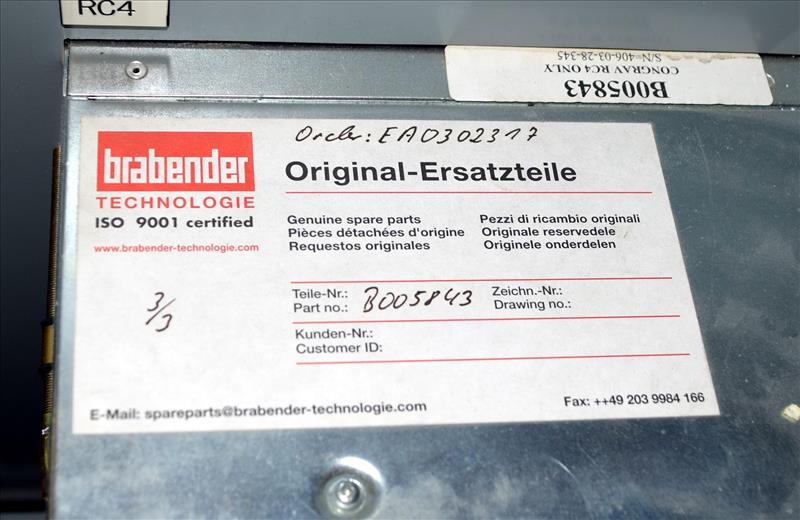 RC4
B005843
CONGRAV RC4 ONLY
S/N=406-03-28-345
Order: EA0302317
brabender
TECHNOLOGIE
ISO 9001 certified
www.brabender-technologie.com
Original-Ersatzteile
Genuine spare parts
Pièces détachées d'origine
Requestos originales
Pezzi di ricambio originali
Originale reservedele
Originele onderdelen
3/3
Teile-Nr.:
Part no.: B005843
Zeichn.-Nr.:
Drawing no.:
Kunden-Nr.:
Customer ID:
E-Mail: spareparts@brabender-technologie.com
Fax: ++49 203 9984 166